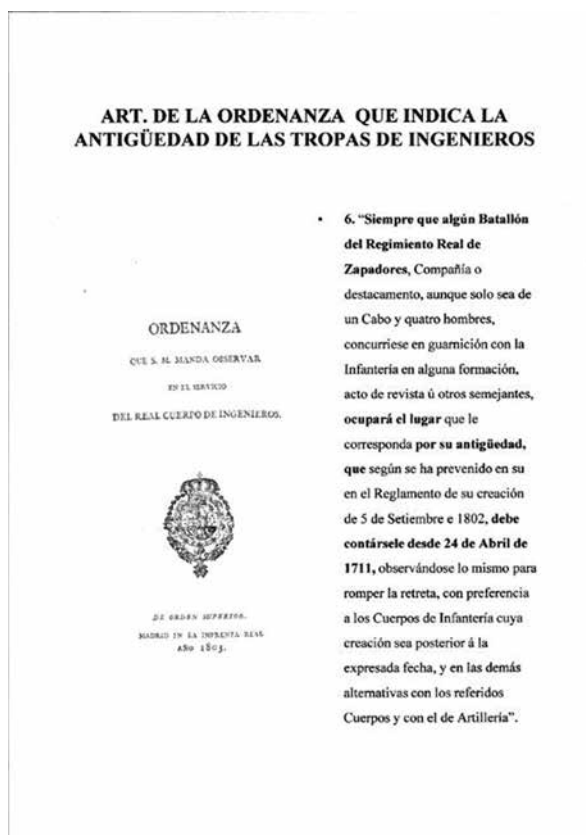 ART. DE LA ORDENANZA QUE INDICA LA
ANTIGÜEDAD DE LAS TROPAS DE INGENIEROS
ORDENANZA
QUE S. M. MANDA OBSERVAR
EN EL SERVICIO
DEL REAL CUERPO DE INGENIEROS.
DE ORDEN SUPERIOR.
MADRID EN LA IMPRENTA REAL
AÑO 1803.
• 6. “Siempre que algún Batallón
del Regimiento Real de
Zapadores, Compañía o
destacamento, aunque solo sea de
un Cabo y quatro hombres,
concurriese en guarnición con la
Infantería en alguna formación,
acto de revista ú otros semejantes,
ocupará el lugar que le
corresponda por su antigüedad,
que según se ha prevenido en su
en el Reglamento de su creación
de 5 de Setiembre e 1802, debe
contársele desde 24 de Abril de
1711, observándose lo mismo para
romper la retreta, con preferencia
a los Cuerpos de Infantería cuya
creación sea posterior á la
expresada fecha, y en las demás
alternativas con los referidos
Cuerpos y con el de Artillería”.